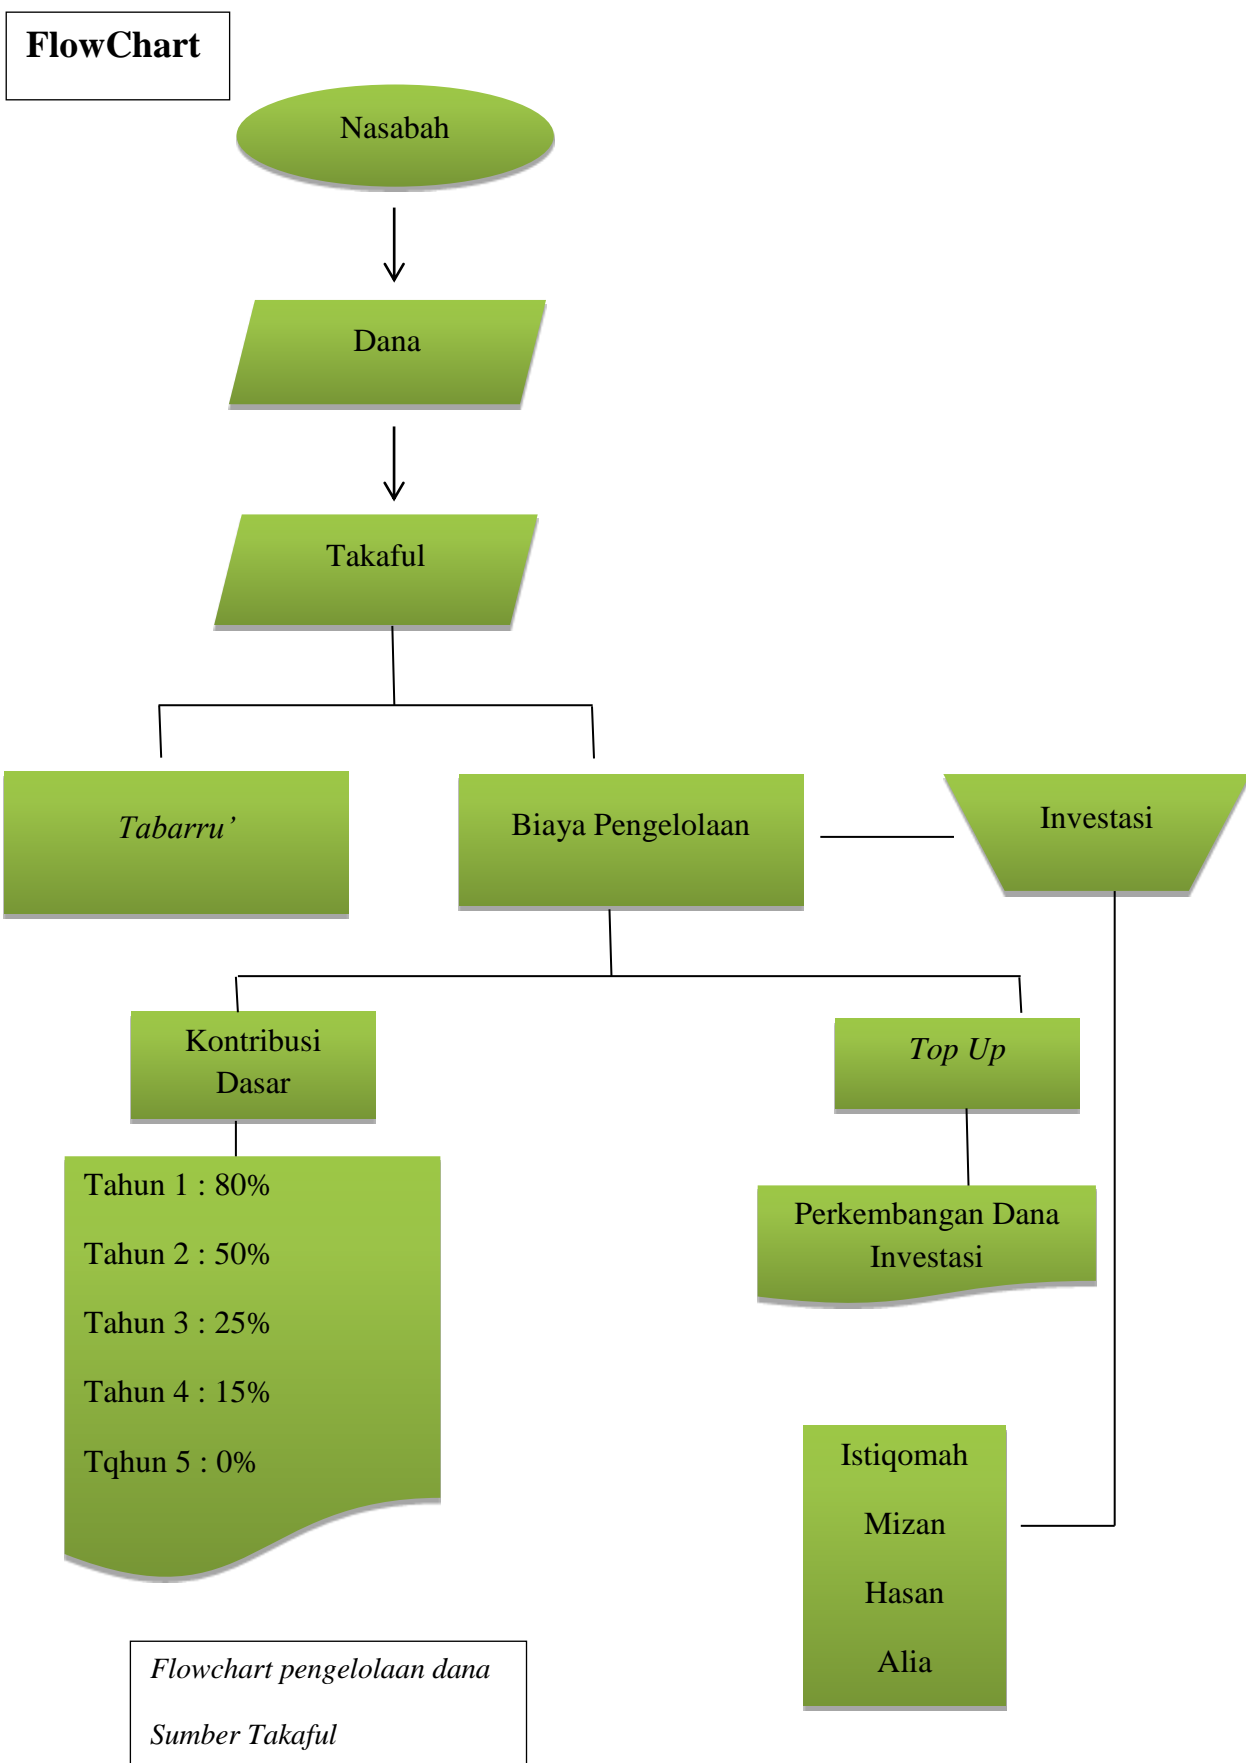 FlowChart
Nasabah
Dana
Takaful
Tabarru’
Biaya Pengelolaan
Investasi
Kontribusi
Dasar
Top Up
Tahun 1 : 80%
Tahun 2 : 50%
Tahun 3 : 25%
Tahun 4 : 15%
Tqhun 5 : 0%
Perkembangan Dana
Investasi
Istiqomah
Mizan
Hasan
Alia
Flowchart pengelolaan dana
Sumber Takaful